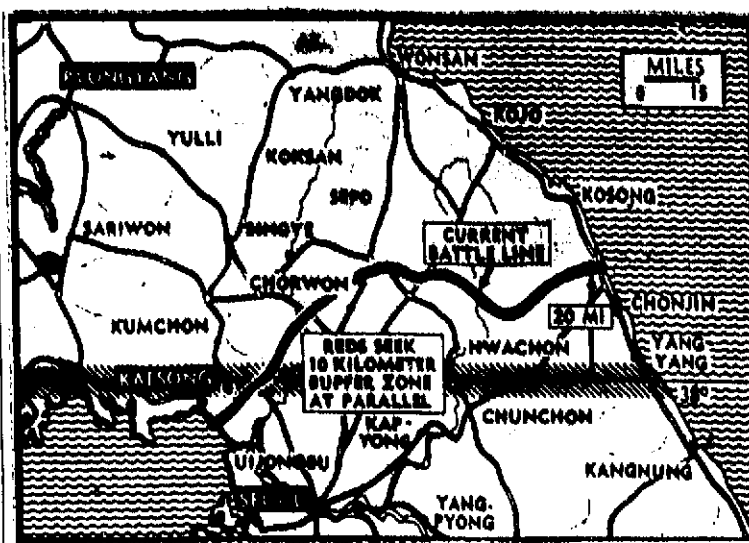 WONSAN
MILES
0 15
PYONGYANG
YANGDOK
KOJO
YULLI
KOKSAN
KOSONG
SEPO
SARIWON
SINGYE
CURRENT
BATTLE LINE
CHORWON
CHONJIN
20 MI
KUMCHON
REDS SEEK
10 KILOMETER
BUFFER ZONE
AT PARALLEL
HWACHON
YANG
YANG
KAESONG
38°
CHUNCHON
KAP-
YONG
UIJONGBU
KANGNUNG
SEOUL
YANG-
PYONG